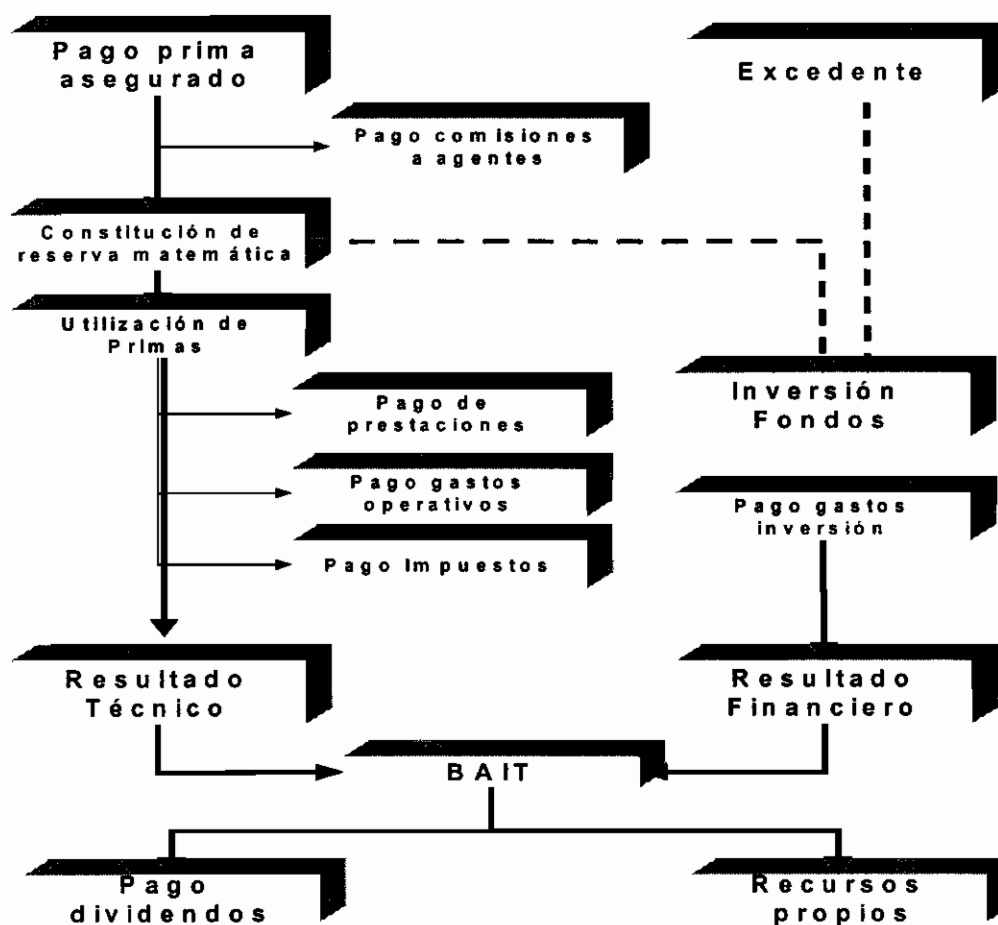 Pago prima
asegurado
Excedente
Pago comisiones
a agentes
Constitución de
reserva matemática
Utilización de
Primas
Inversión
Fondos
Pago de
prestaciones
Pago gastos
operativos
Pago gastos
inversión
Pago Impuestos
Resultado
Técnico
Resultado
Financiero
BAIT
Pago
dividendos
Recursos
propios